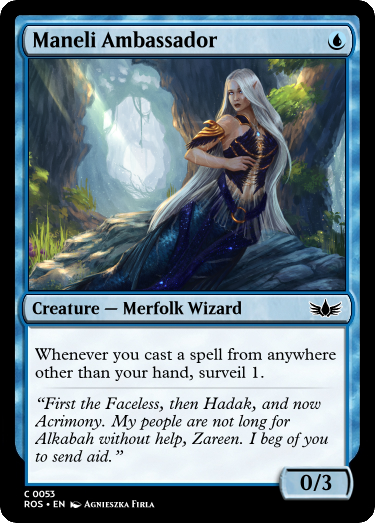 Maneli Ambassador
Creature — Merfolk Wizard
Whenever you cast a spell from anywhere
other than your hand, surveil 1.
“First the Faceless, then Hadak, and now
Acrimony. My people are not long for
Alkabah without help, Zareen. I beg of you
to send aid.”
0/3
C 0053
ROS • EN Agnieszka Firla